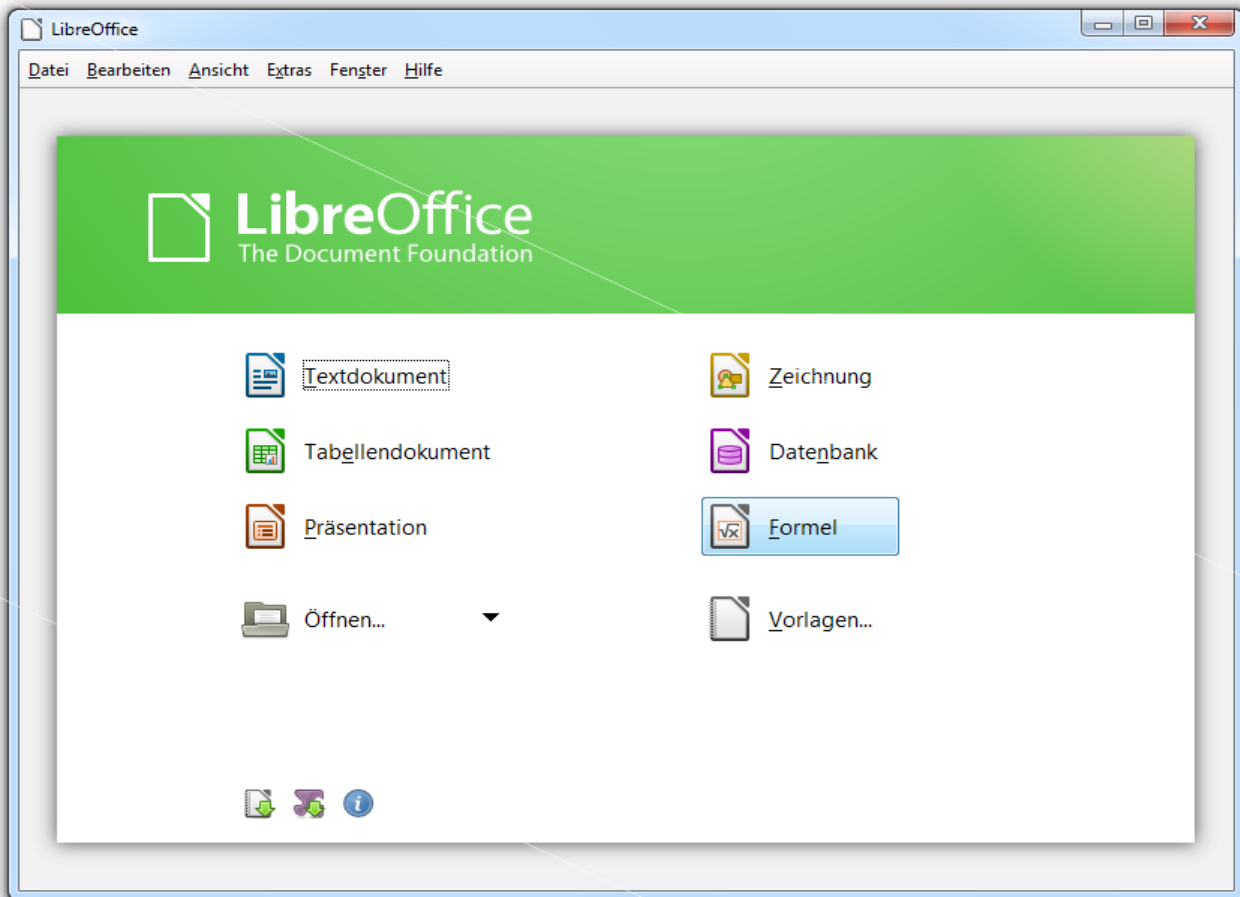 LibreOffice
Datei Bearbeiten Ansicht Extras Fenster Hilfe
LibreOffice
The Document Foundation
Textdokument
Zeichnung
Tabellendokument
Datenbank
Präsentation
Formel
Öffnen...
Vorlagen...